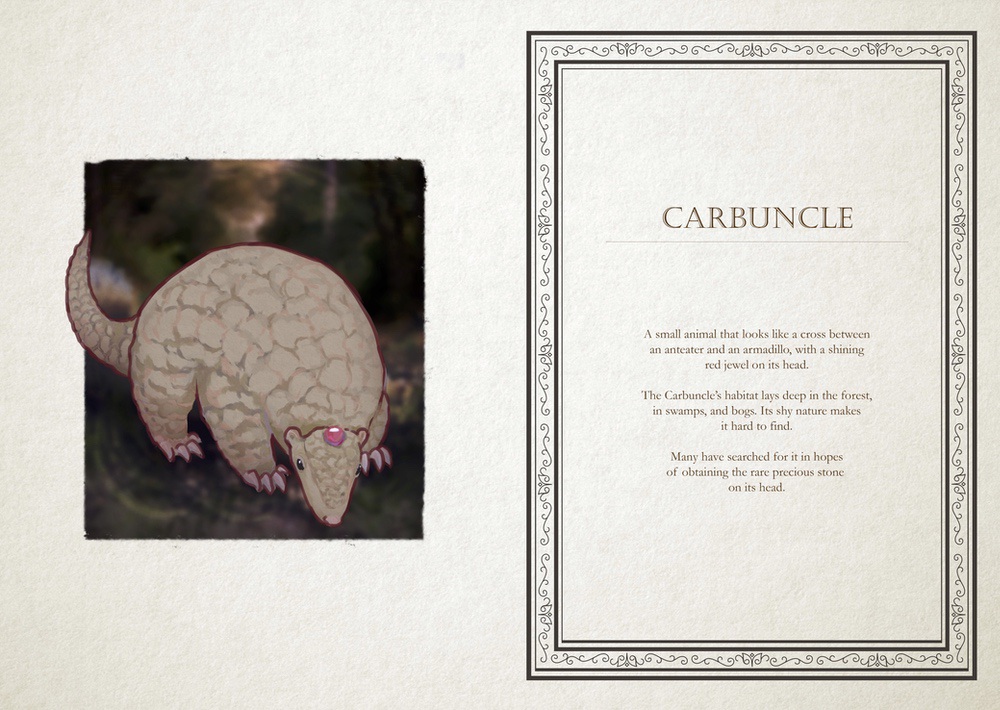 CARBUNCLE
A small animal that looks like a cross between
an anteater and an armadillo, with a shining
red jewel on its head.
The Carbuncle's habitat lays deep in the forest,
in swamps, and bogs. Its shy nature makes
it hard to find.
Many have searched for it in hopes
of obtaining the rare precious stone
on its head.